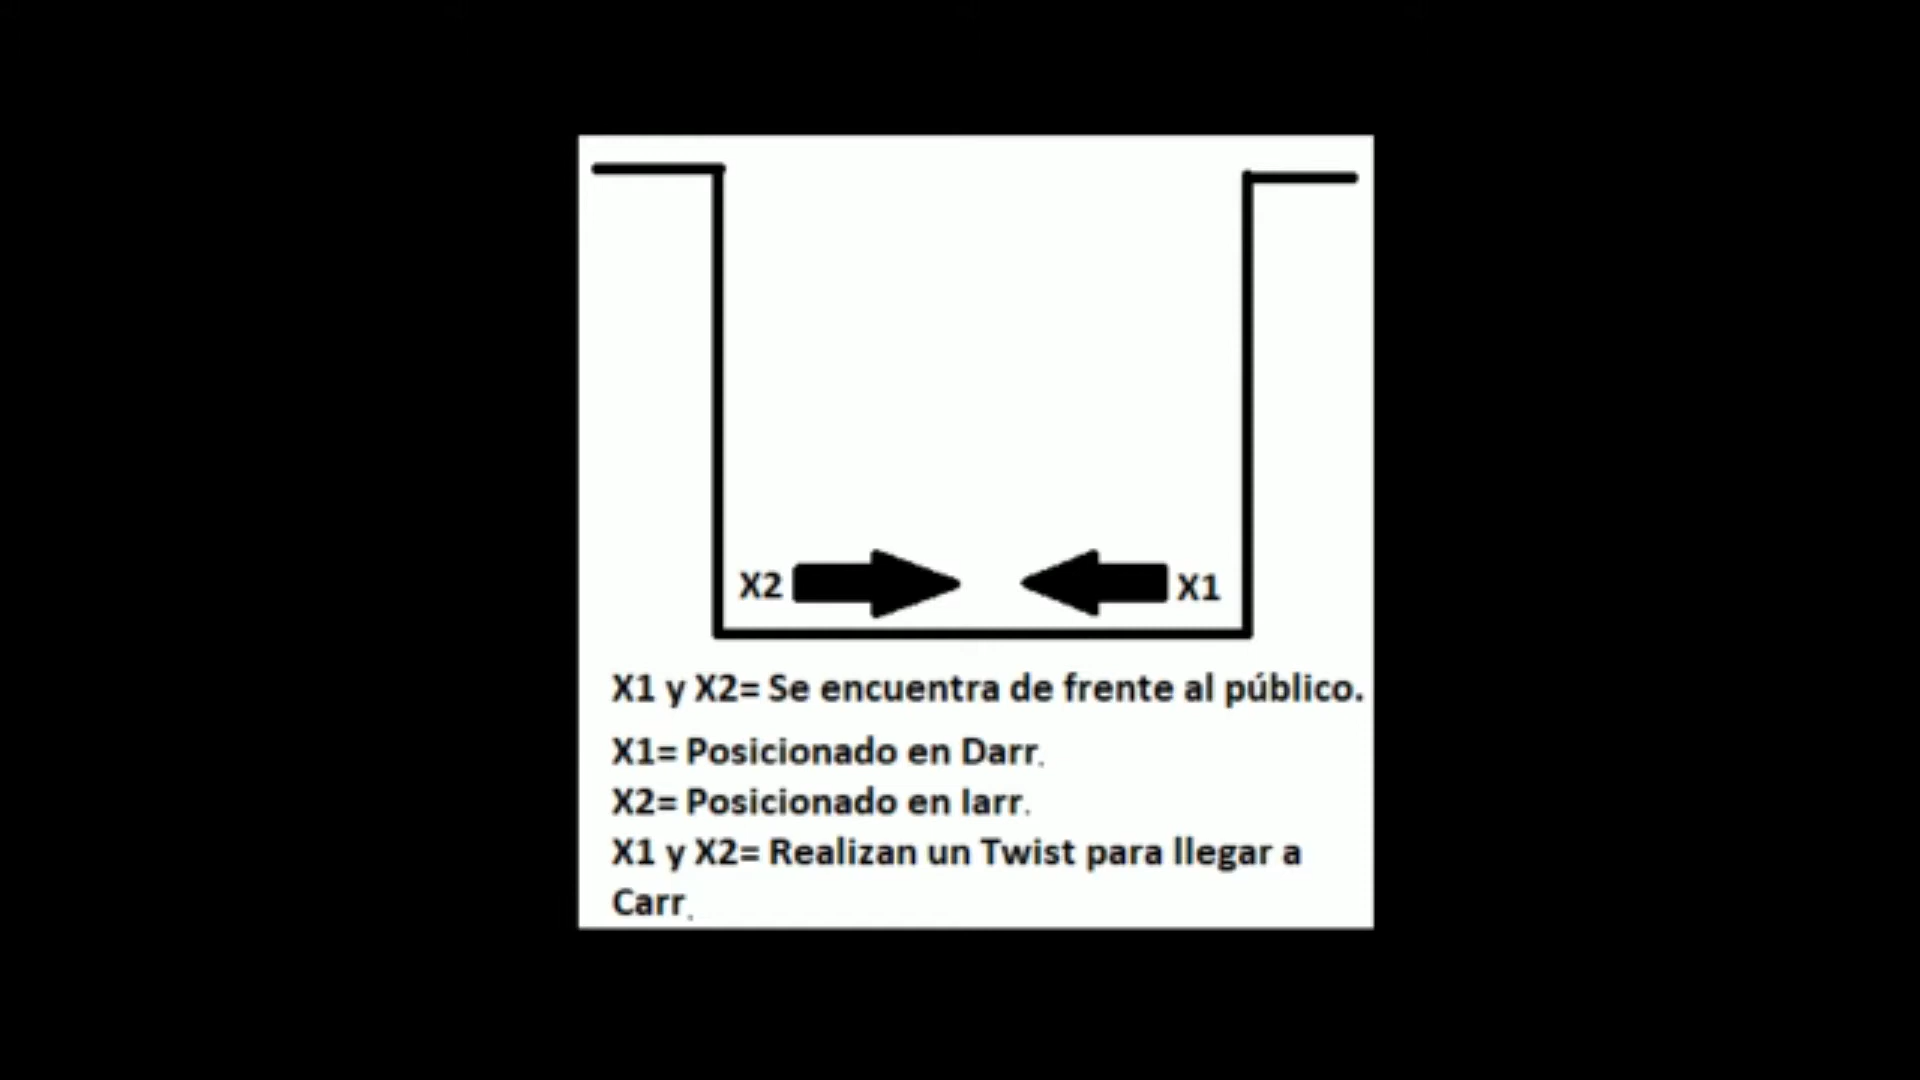 X2 X1
X1 y X2= Se encuentra de frente al público.
X1= Posicionado en Darr.
X2= Posicionado en Iarr.
X1 y X2= Realizan un Twist para llegar a
Carr.